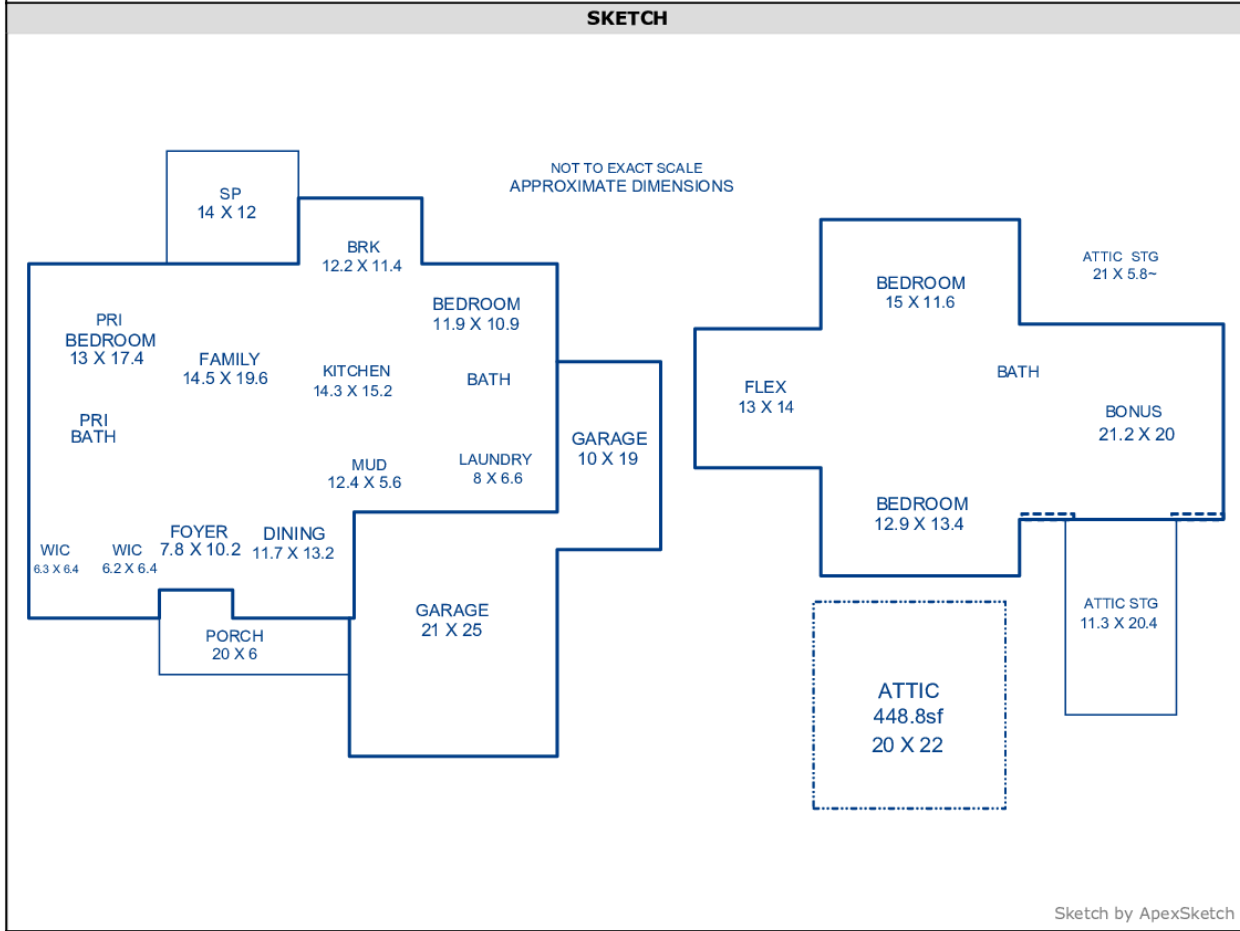 SKETCH
NOT TO EXACT SCALE
APPROXIMATE DIMENSIONS
SP
14 X 12
BRK
12.2 X 11.4
BEDROOM
11.9 X 10.9
PRI
BEDROOM
13 X 17.4
FAMILY
14.5 X 19.6
KITCHEN
14.3 X 15.2
BATH
PRI
BATH
GARAGE
10 X 19
MUD
12.4 X 5.6
LAUNDRY
8 X 6.6
WIC
6.3 X 6.4
WIC
6.2 X 6.4
FOYER
7.8 X 10.2
DINING
11.7 X 13.2
PORCH
20 X 6
GARAGE
21 X 25
BEDROOM
15 X 11.6
ATTIC STG
21 X 5.8~
FLEX
13 X 14
BATH
BONUS
21.2 X 20
BEDROOM
12.9 X 13.4
ATTIC STG
11.3 X 20.4
ATTIC
448.8sf
20 X 22
Sketch by ApexSketch